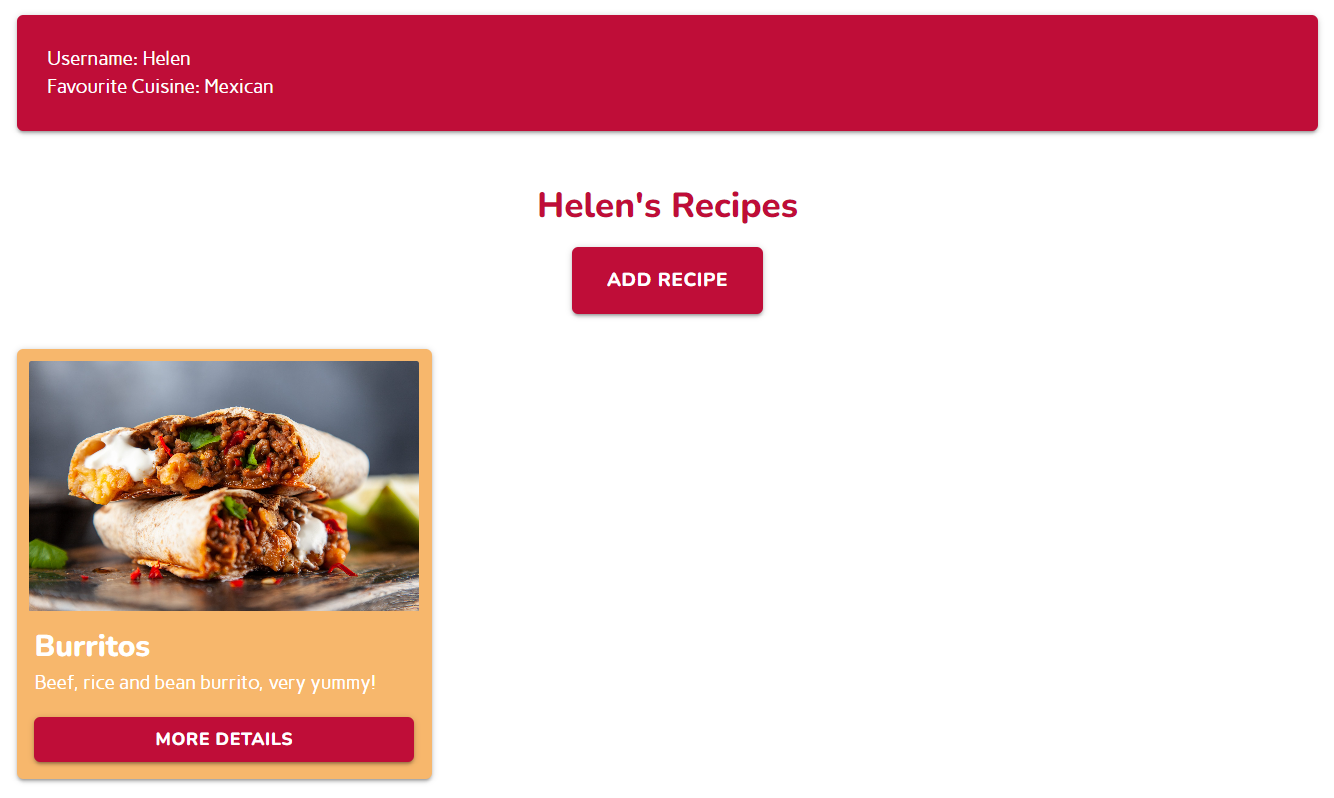 Username: Helen
Favourite Cuisine: Mexican
Helen's Recipes
ADD RECIPE
Burritos
Beef, rice and bean burrito, very yummy!
MORE DETAILS